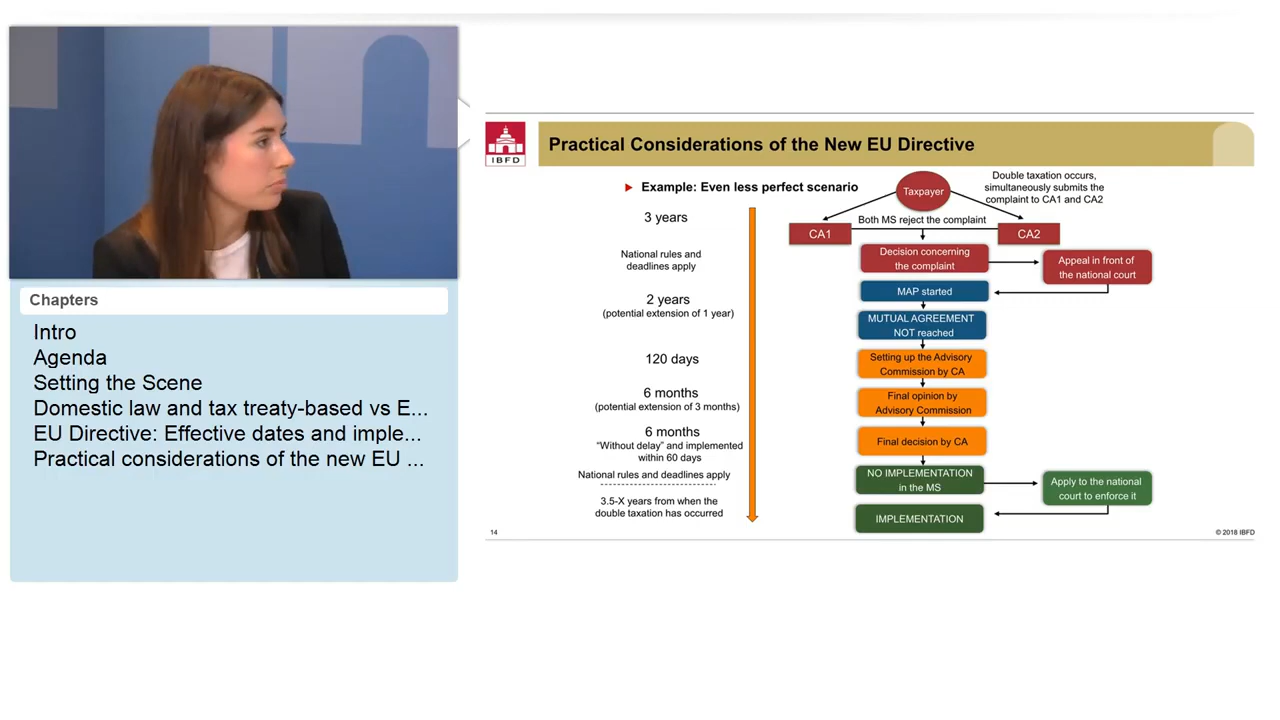 Chapters
Intro
Agenda
Setting the Scene
Domestic law and tax treaty-based vs E...
EU Directive: Effective dates and imple...
Practical considerations of the new EU ...
IBFD
Practical Considerations of the New EU Directive
Example: Even less perfect scenario
3 years
National rules and
deadlines apply
2 years
(potential extension of 1 year)
120 days
6 months
(potential extension of 3 months)
6 months
“Without delay” and implemented
within 60 days
National rules and deadlines apply
3.5-X years from when the
double taxation has occurred
Taxpayer
Double taxation occurs,
simultaneously submits the
complaint to CA1 and CA2
Both MS reject the complaint
CA1
CA2
Decision concerning
the complaint
Appeal in front of
the national court
MAP started
MUTUAL AGREEMENT
NOT reached
Setting up the Advisory
Commission by CA
Final opinion by
Advisory Commission
Final decision by CA
NO IMPLEMENTATION
in the MS
Apply to the national
court to enforce it
IMPLEMENTATION
14
© 2018 IBFD